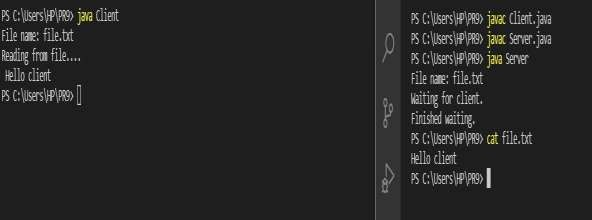 PS C:\Users\HP\PR9> java Client
File name: file.txt
Reading from file....
 Hello client
PS C:\Users\HP\PR9>
PS C:\Users\HP\PR9> javac Client.java
PS C:\Users\HP\PR9> javac Server.java
PS C:\Users\HP\PR9> java Server
File name: file.txt
Waiting for client.
Finished waiting.
PS C:\Users\HP\PR9> cat file.txt
Hello client
PS C:\Users\HP\PR9>